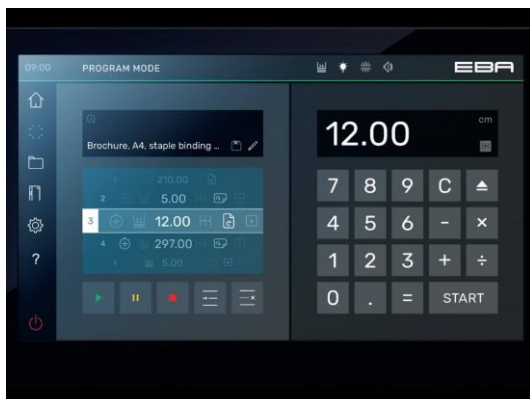 09:00 PROGRAM MODE EBA
Brochure, A4, staple binding ...
12.00 cm
1 210.00
2 5.00
3 12.00
4 297.00
5.00
7 8 9 C
4 5 6 - ×
1 2 3 + ÷
0 . = START
?